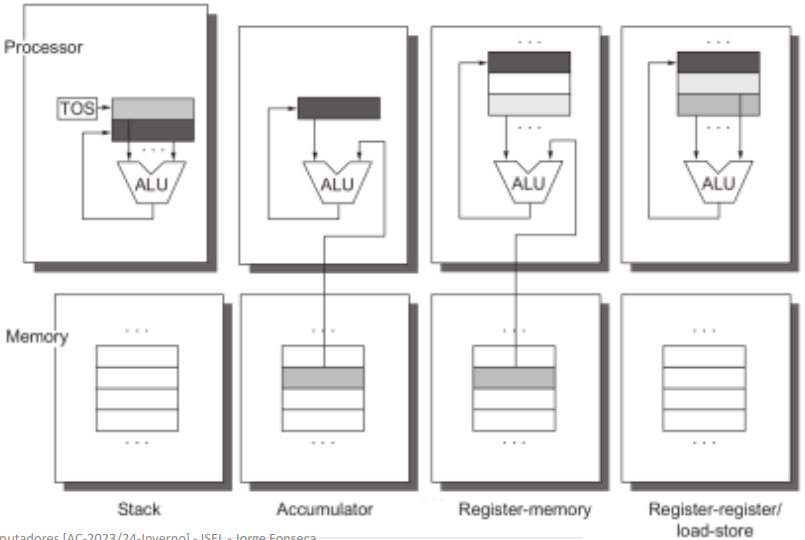 Processor
TOS
ALU
ALU
ALU
ALU
Memory
Stack
Accumulator
Register-memory
Register-register/
load-store
[AC-2023/24-Inverno] - ISEL - Jorge Fonseca